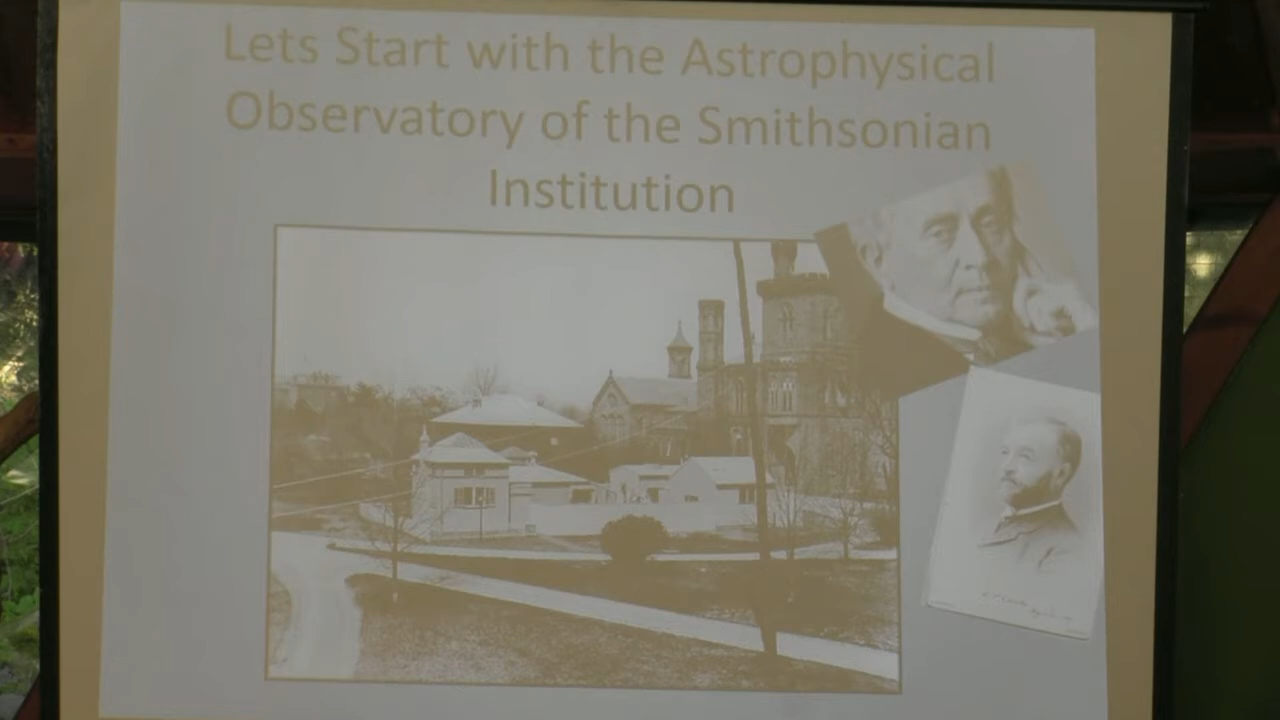 Lets Start with the Astrophysical
Observatory of the Smithsonian
Institution